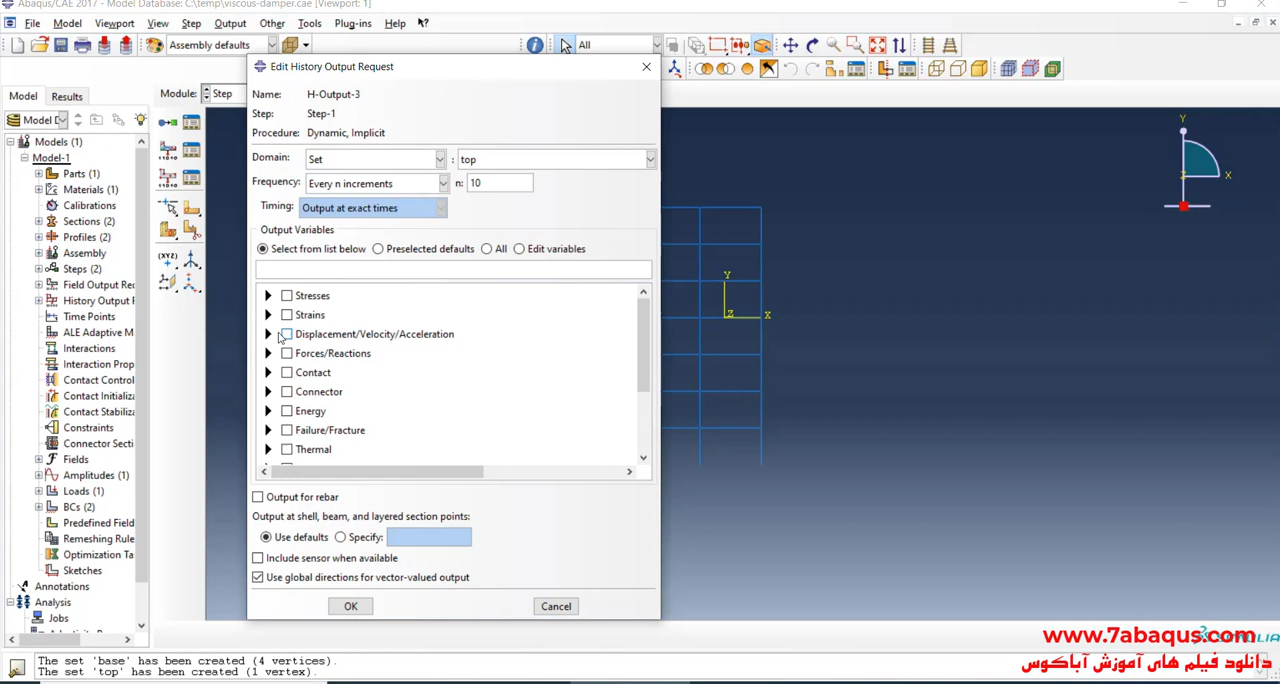 Abaqus/CAE 2017 - Model Database: C:\temp\viscous-damper.cae [Viewport: 1]
File Model Viewport View Step Output Other Tools Plug-ins Help
Assembly defaults All
Model Results Module: Step
Model D
Models (1)
Model-1
Parts (1)
Materials (1)
Calibrations
Sections (2)
Profiles (2)
Assembly
Steps (2)
Field Output Rec
History Output F
Time Points
ALE Adaptive M
Interactions
Interaction Prop
Contact Control
Contact Initializa
Contact Stabiliza
Constraints
Connector Secti
Fields
Amplitudes (1)
Loads (1)
BCs (2)
Predefined Field
Remeshing Rule
Optimization Ta
Sketches
Annotations
Analysis
Jobs
(XYZ)
Edit History Output Request
Name: H-Output-3
Step: Step-1
Procedure: Dynamic, Implicit
Domain: Set : top
Frequency: Every n increments n: 10
Timing: Output at exact times
Output Variables
Select from list below Preselected defaults All Edit variables
Stresses
Strains
Displacement/Velocity/Acceleration
Forces/Reactions
Contact
Connector
Energy
Failure/Fracture
Thermal
Output for rebar
Output at shell, beam, and layered section points:
Use defaults Specify:
Include sensor when available
Use global directions for vector-valued output
OK Cancel
Y
Z X
Y
Z X
www.7abaqus.com
دانلود فیلم های آموزش آباکوس
The set 'base' has been created (4 vertices).
The set 'top' has been created (1 vertex).